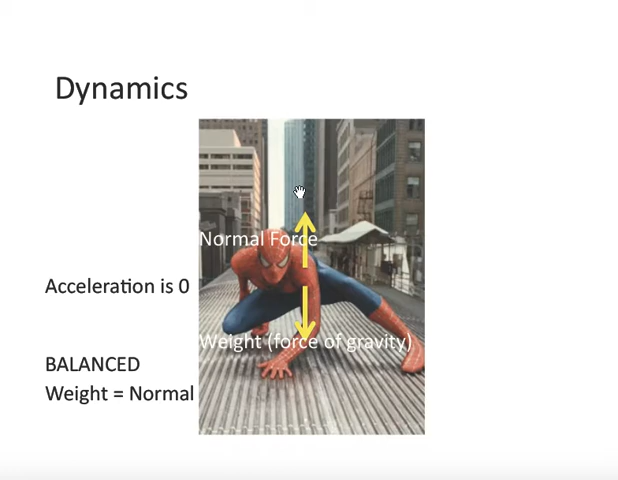 Dynamics
Normal Force
Acceleration is 0
Weight (force of gravity)
BALANCED
Weight = Normal